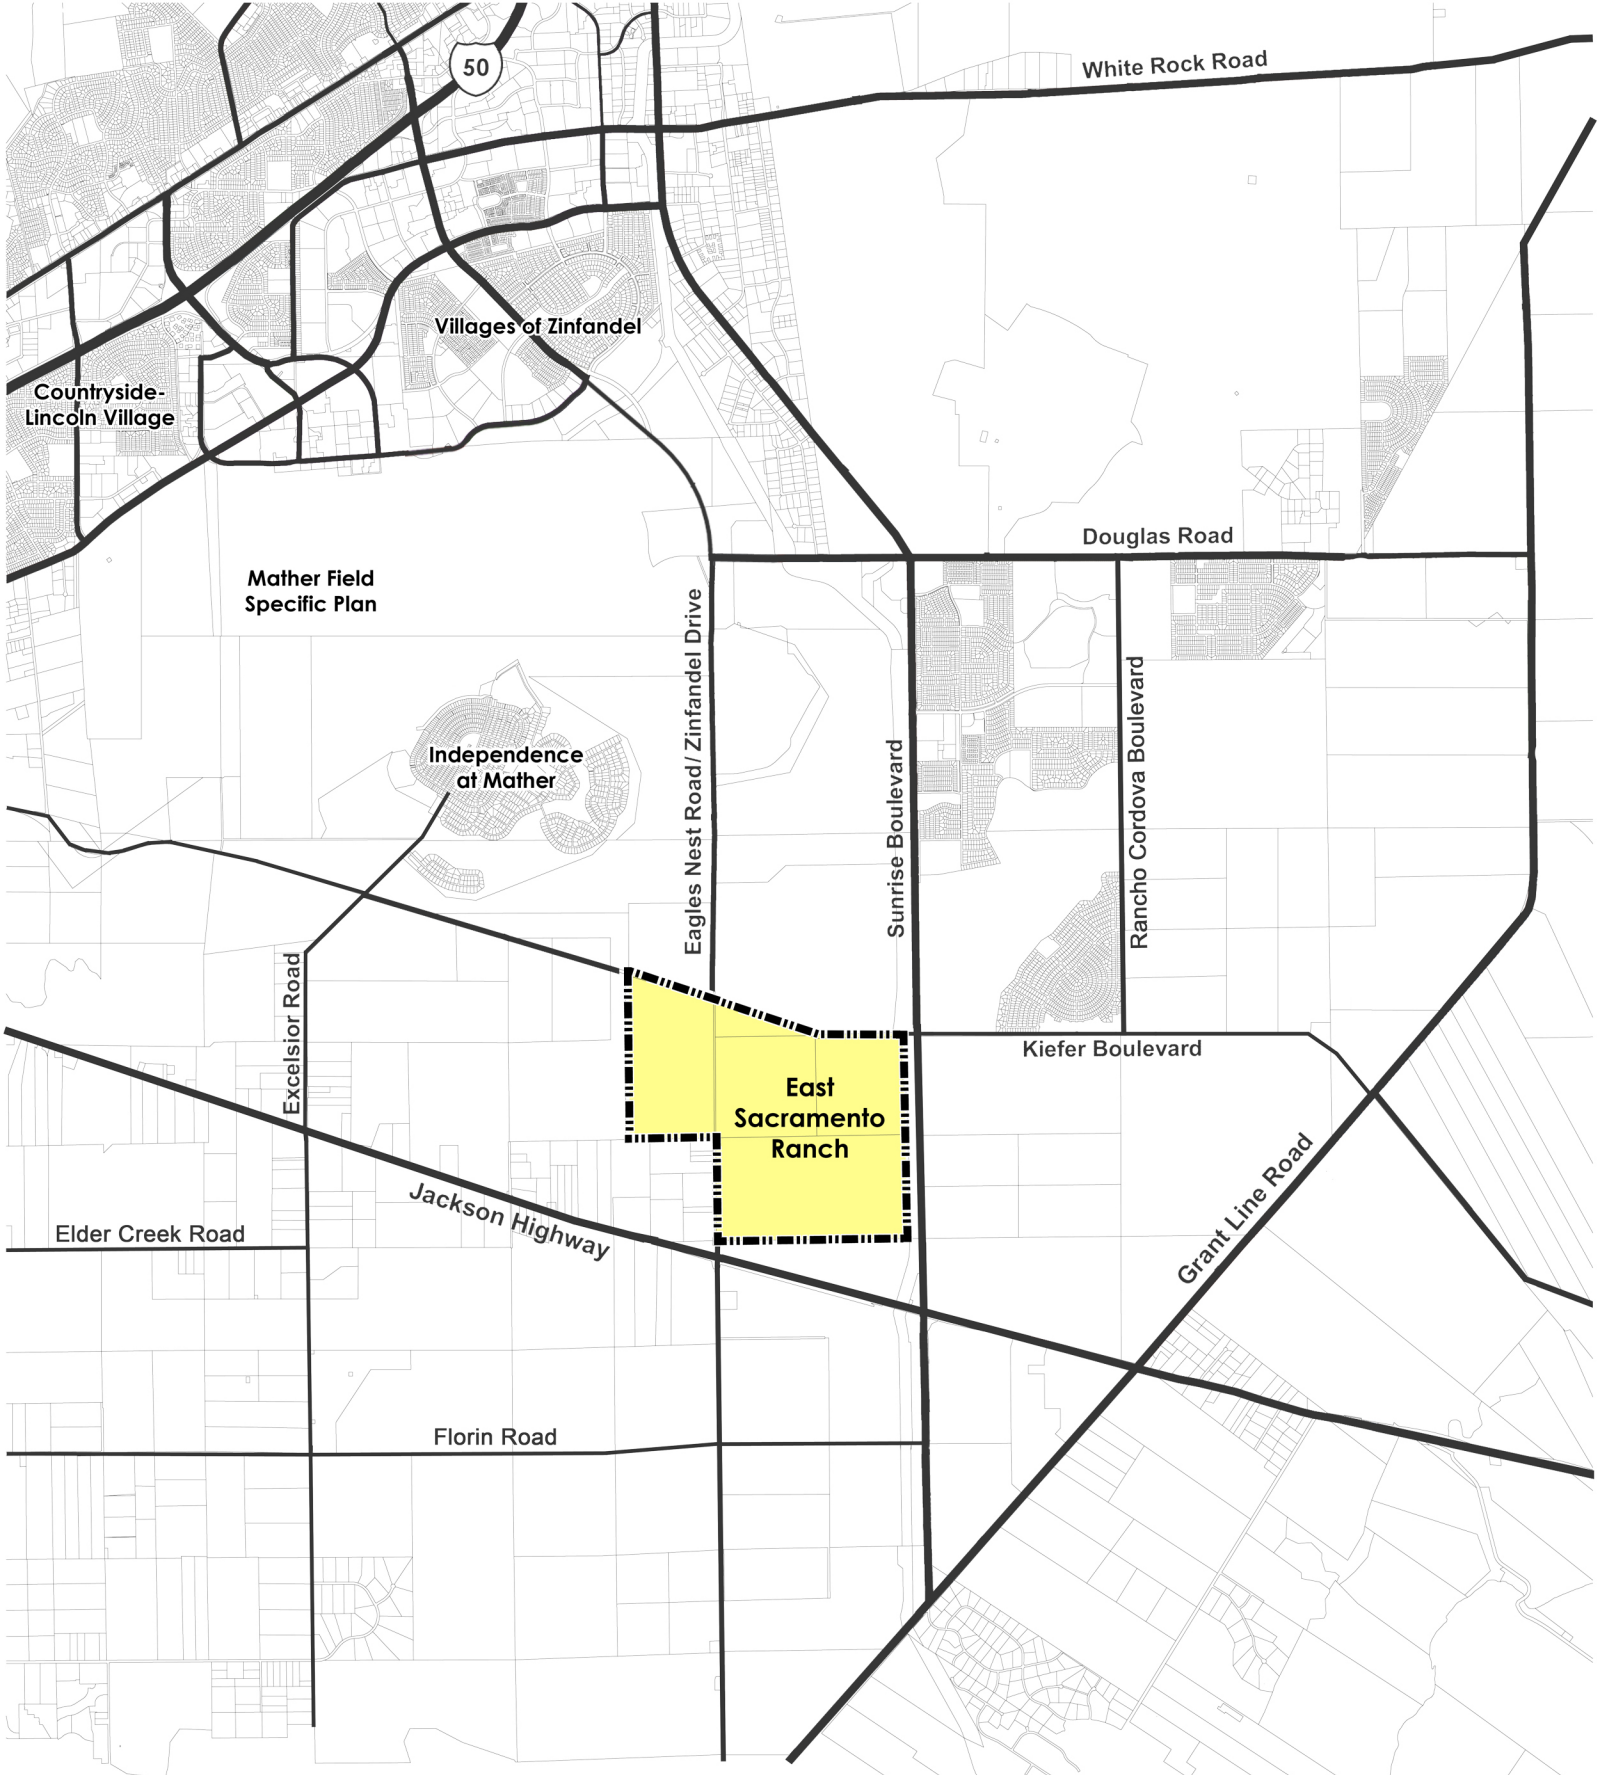 50
White Rock Road
Villages of Zinfandel
Countryside-
Lincoln Village
Douglas Road
Mather Field
Specific Plan
Eagles Nest Road/ Zinfandel Drive
Rancho Cordova Boulevard
Sunrise Boulevard
Independence
at Mather
Excelsior Road
Kiefer Boulevard
East
Sacramento
Ranch
Grant Line Road
Jackson Highway
Elder Creek Road
Florin Road